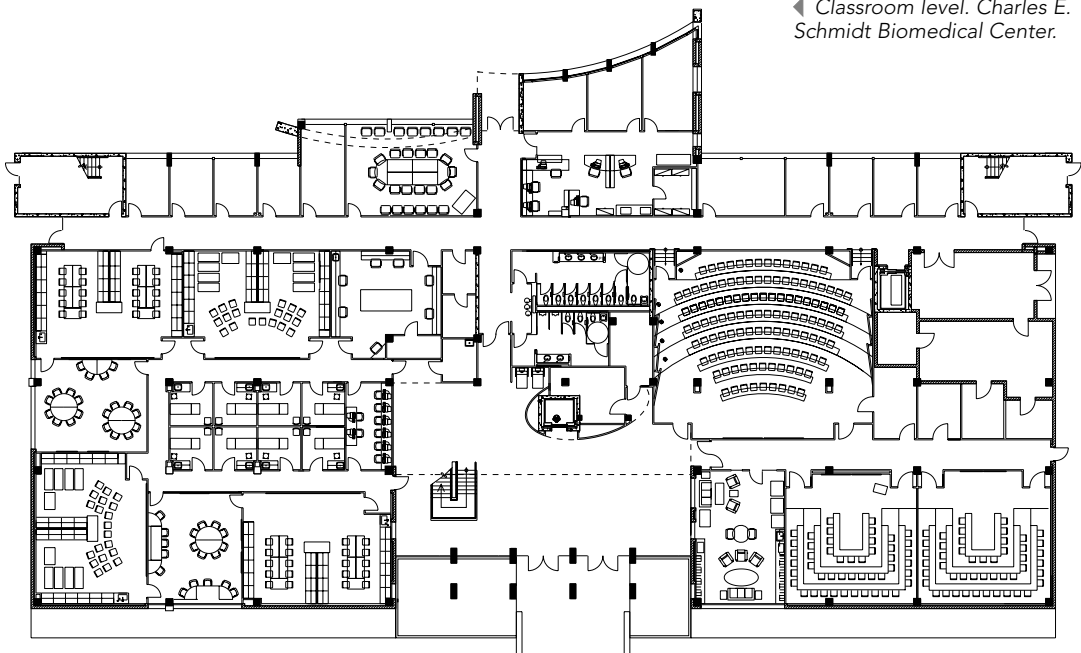 ◀ Classroom level. Charles E.
Schmidt Biomedical Center.